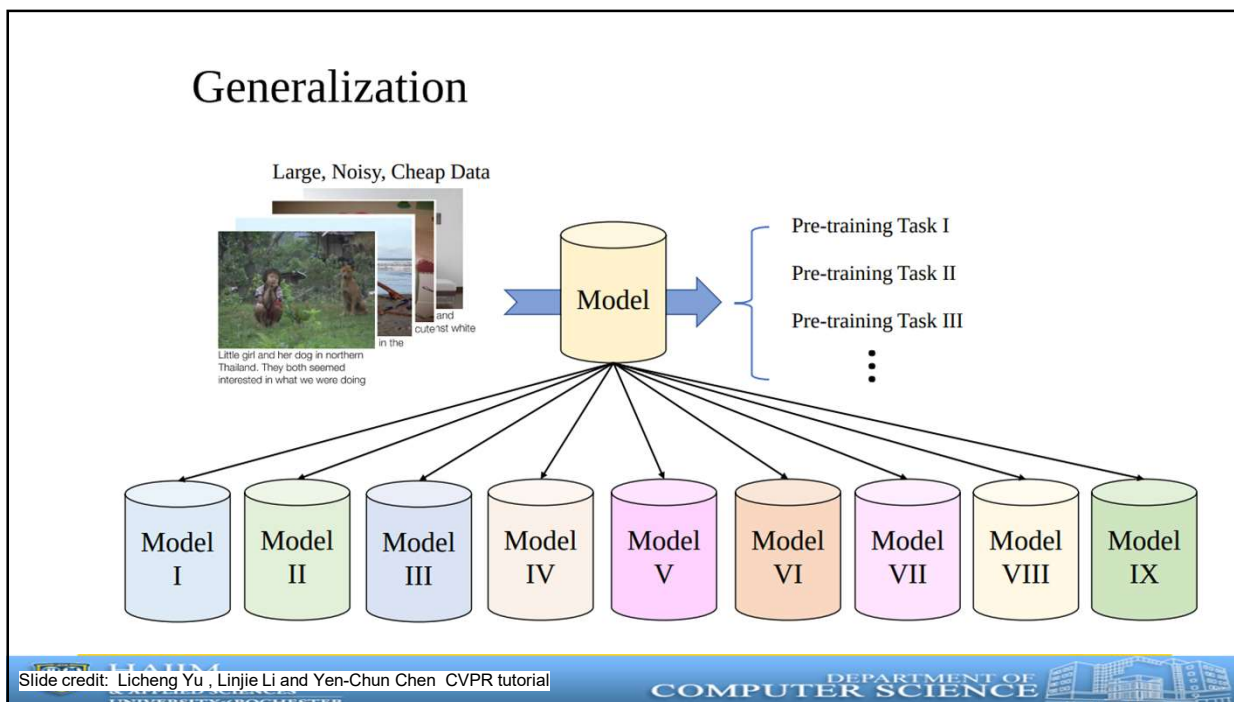 Generalization
Large, Noisy, Cheap Data
and
cutenst white
in the
Little girl and her dog in northern
Thailand. They both seemed
interested in what we were doing
Model
Pre-training Task I
Pre-training Task II
Pre-training Task III
Model
I
Model
II
Model
III
Model
IV
Model
V
Model
VI
Model
VII
Model
VIII
Model
IX
Slide credit: Licheng Yu , Linjie Li and Yen-Chun Chen CVPR tutorial
DEPARTMENT OF
COMPUTER SCIENCE